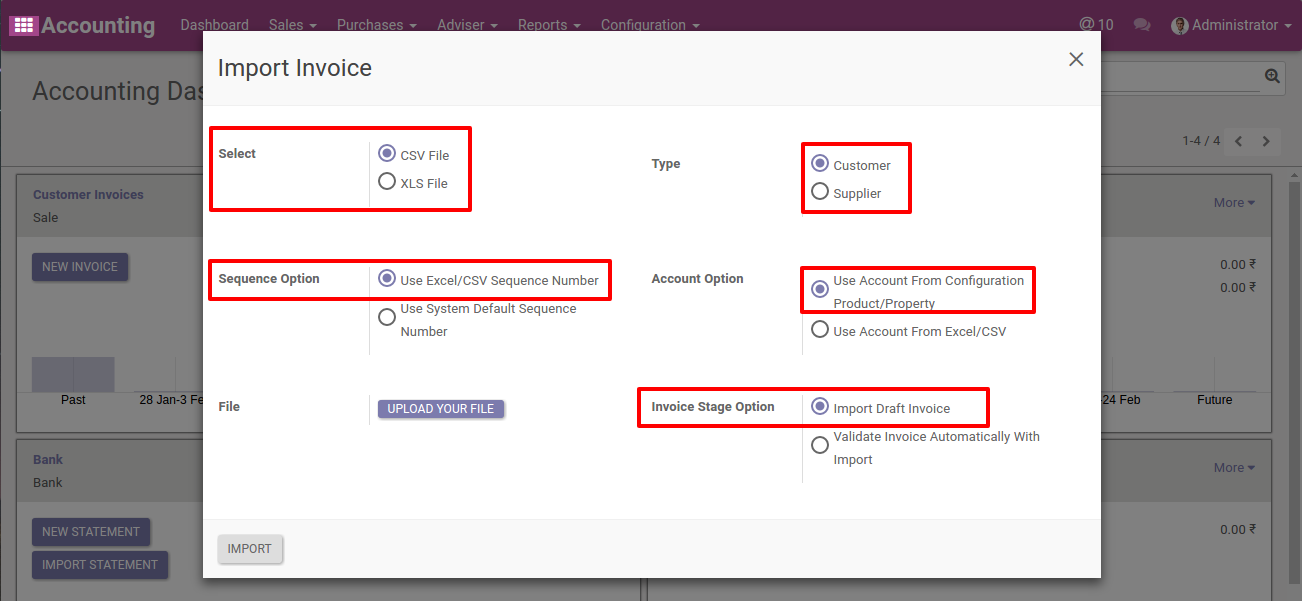 Accounting Dashboard Sales Purchases Adviser Reports Configuration @ 10 Administrator
Import Invoice
Accounting Das
1-4 / 4
Select
CSV File
XLS File
Type
Customer
Supplier
Customer Invoices
Sale
More
NEW INVOICE
Sequence Option
Use Excel/CSV Sequence Number
Use System Default Sequence
Number
Account Option
Use Account From Configuration
Product/Property
Use Account From Excel/CSV
0.00 ₹
0.00 ₹
Past
28 Jan-3 Fe
-24 Feb
Future
File
UPLOAD YOUR FILE
Invoice Stage Option
Import Draft Invoice
Validate Invoice Automatically With
Import
Bank
Bank
More
NEW STATEMENT
IMPORT STATEMENT
0.00 ₹
IMPORT